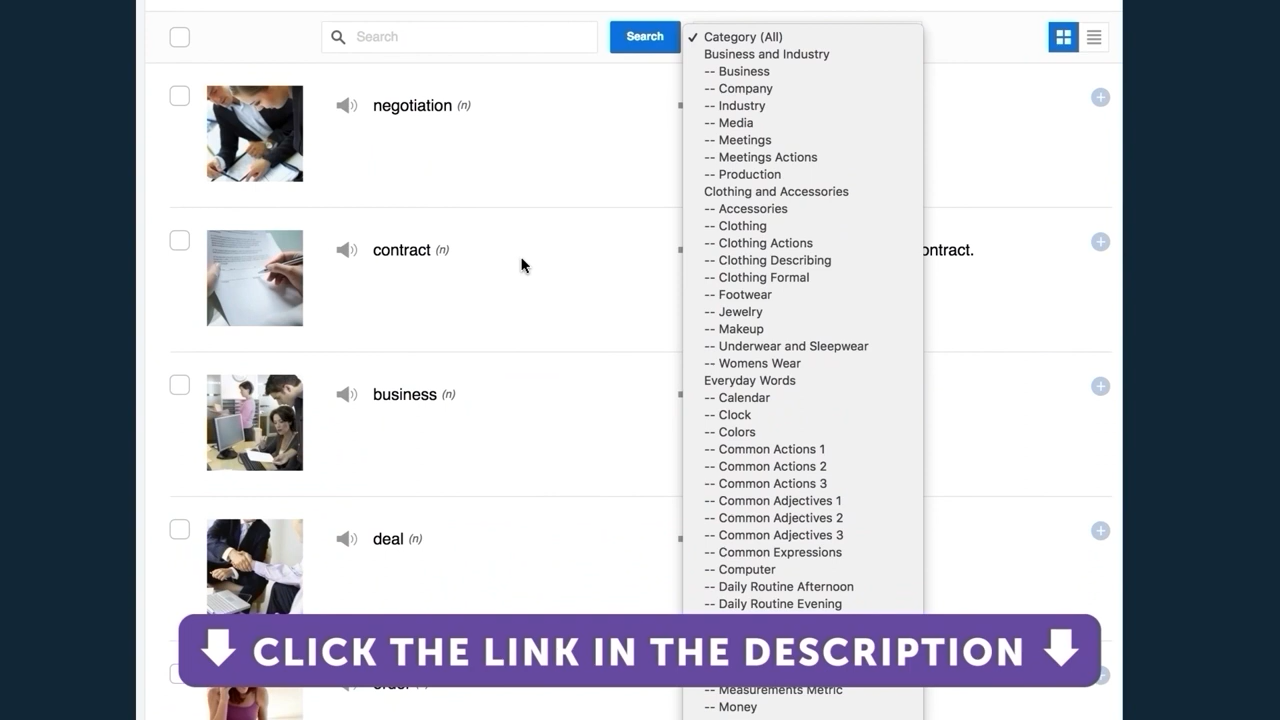 Search
Search
✓ Category (All)
Business and Industry
-- Business
-- Company
-- Industry
-- Media
-- Meetings
-- Meetings Actions
-- Production
Clothing and Accessories
-- Accessories
-- Clothing
-- Clothing Actions
-- Clothing Describing
-- Clothing Formal
-- Footwear
-- Jewelry
-- Makeup
-- Underwear and Sleepwear
-- Womens Wear
Everyday Words
-- Calendar
-- Clock
-- Colors
-- Common Actions 1
-- Common Actions 2
-- Common Actions 3
-- Common Adjectives 1
-- Common Adjectives 2
-- Common Adjectives 3
-- Common Expressions
-- Computer
-- Daily Routine Afternoon
-- Daily Routine Evening
-- Measurements Metric
-- Money
negotiation (n)
contract (n)
ontract.
business (n)
deal (n)
CLICK THE LINK IN THE DESCRIPTION